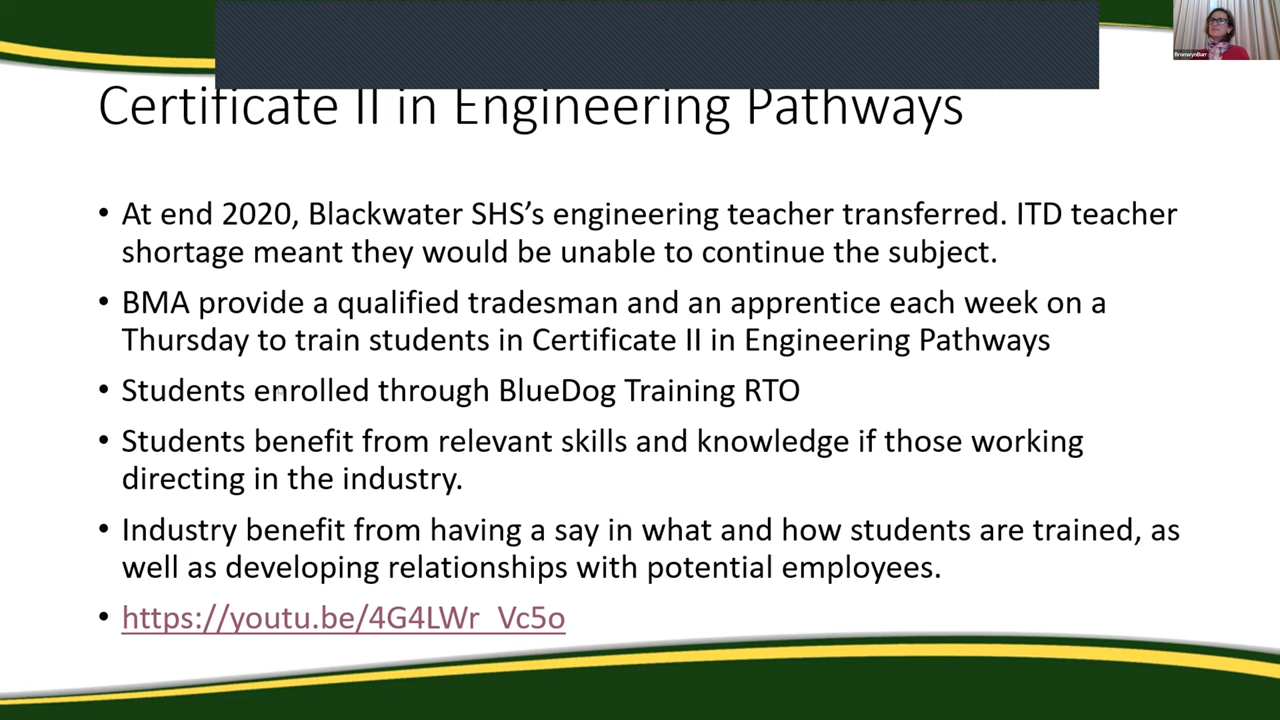 BronwynBurr
Certificate II in Engineering Pathways
• At end 2020, Blackwater SHS’s engineering teacher transferred. ITD teacher
shortage meant they would be unable to continue the subject.
• BMA provide a qualified tradesman and an apprentice each week on a
Thursday to train students in Certificate II in Engineering Pathways
• Students enrolled through BlueDog Training RTO
• Students benefit from relevant skills and knowledge if those working
directing in the industry.
• Industry benefit from having a say in what and how students are trained, as
well as developing relationships with potential employees.
• https://youtu.be/4G4LWr_Vc5o